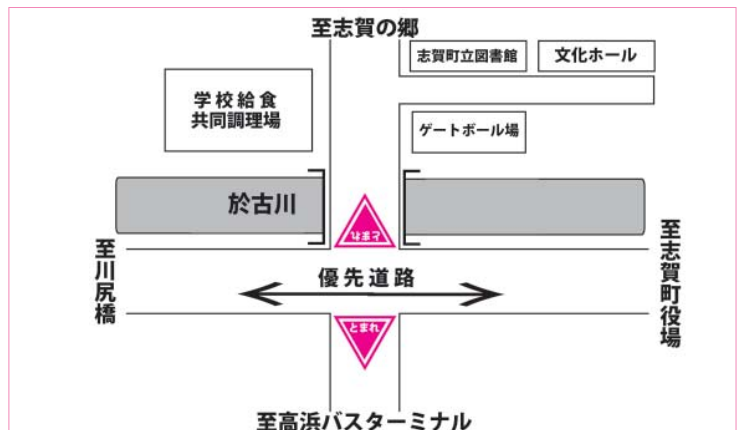 至志賀の郷
志賀町立図書館
文化ホール
学校給食
共同調理場
ゲートボール場
於古川
とまれ
至川尻橋
優先道路
至志賀町役場
とまれ
至高浜バスターミナル